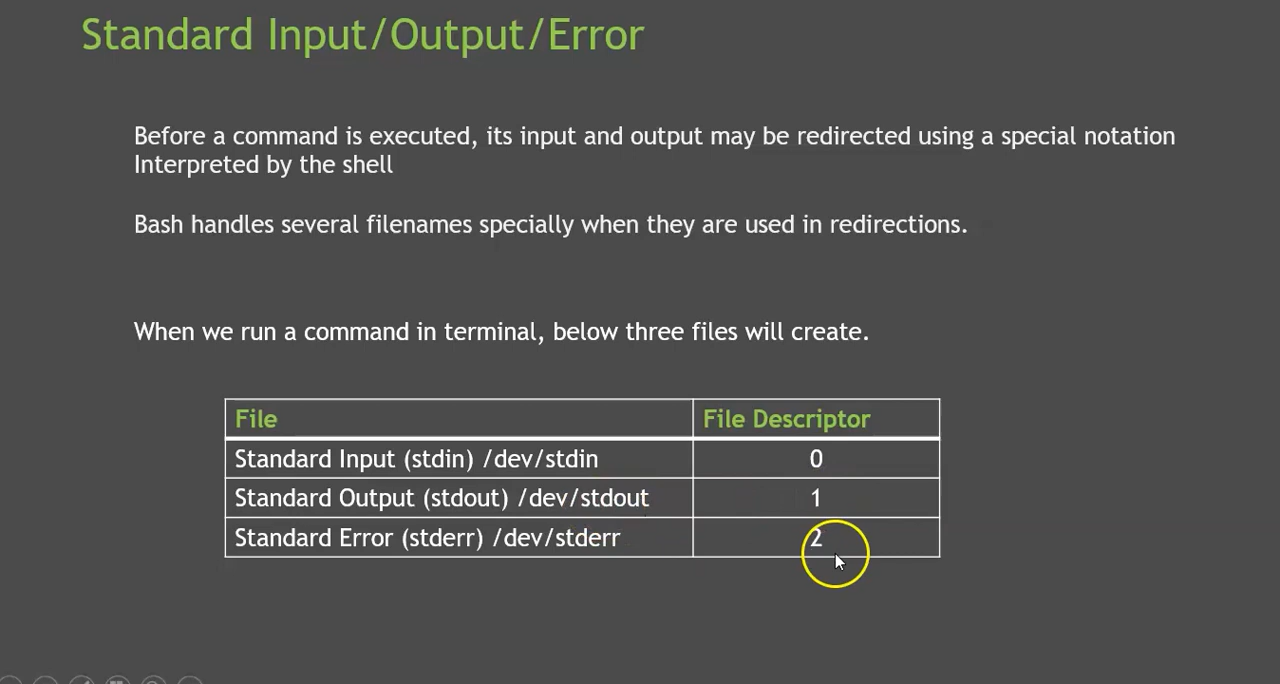 Standard Input/Output/Error
Before a command is executed, its input and output may be redirected using a special notation
Interpreted by the shell
Bash handles several filenames specially when they are used in redirections.
When we run a command in terminal, below three files will create.
File File Descriptor
Standard Input (stdin) /dev/stdin 0
Standard Output (stdout) /dev/stdout 1
Standard Error (stderr) /dev/stderr 2